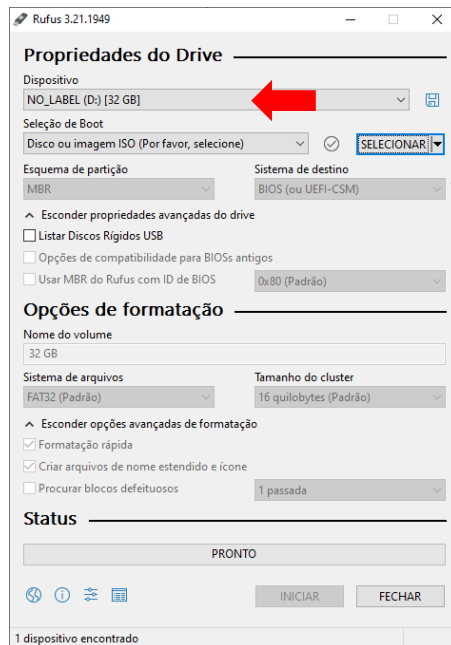 Rufus 3.21.1949
Propriedades do Drive
Dispositivo
NO_LABEL (D:) [32 GB]
Seleção de Boot
Disco ou imagem ISO (Por favor, selecione)
SELECIONAR
Esquema de partição
Sistema de destino
MBR
BIOS (ou UEFI-CSM)
Esconder propriedades avançadas do drive
Listar Discos Rígidos USB
Opções de compatibilidade para BIOSs antigos
Usar MBR do Rufus com ID de BIOS
0x80 (Padrão)
Opções de formatação
Nome do volume
32 GB
Sistema de arquivos
Tamanho do cluster
FAT32 (Padrão)
16 quilobytes (Padrão)
Esconder opções avançadas de formatação
Formatação rápida
Criar arquivos de nome estendido e ícone
Procurar blocos defeituosos
1 passada
Status
PRONTO
INICIAR
FECHAR
1 dispositivo encontrado